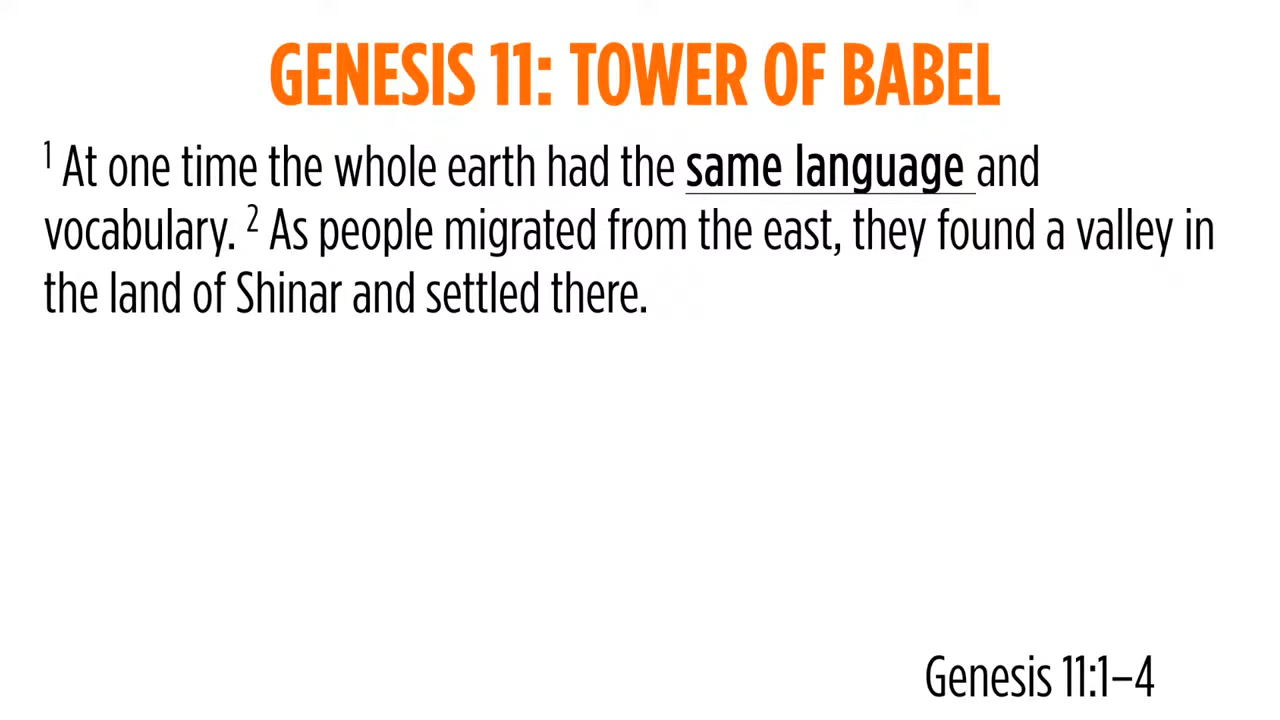 GENESIS 11: TOWER OF BABEL
¹ At one time the whole earth had the same language and
vocabulary. ² As people migrated from the east, they found a valley in
the land of Shinar and settled there.
Genesis 11:1–4